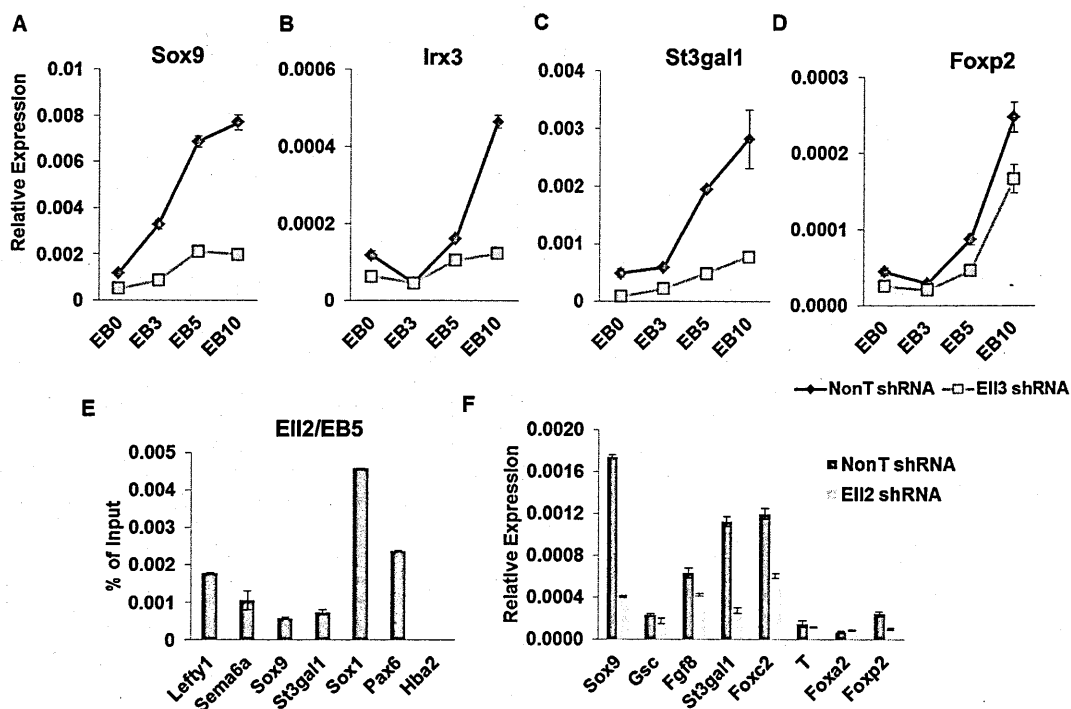 A
Sox9
Relative Expression
0.01
0.008
0.006
0.004
0.002
0
EB0
EB3
EB5
EB10
B
Irx3
0.0006
0.0004
0.0002
0
EB0
EB3
EB5
EB10
C
St3gal1
0.004
0.003
0.002
0.001
0
EB0
EB3
EB5
EB10
D
Foxp2
0.0003
0.0002
0.0001
0.0000
EB0
EB3
EB5
EB10
NonT shRNA
Ell3 shRNA
E
Ell2/EB5
% of Input
0.005
0.004
0.003
0.002
0.001
0
Lefty1
Sema6a
Sox9
St3gal1
Sox1
Pax6
Hba2
F
Relative Expression
0.0020
0.0016
0.0012
0.0008
0.0004
0.0000
NonT shRNA
Ell2 shRNA
Sox9
Gsc
Fgf8
St3gal1
Foxc2
T
Foxa2
Foxp2